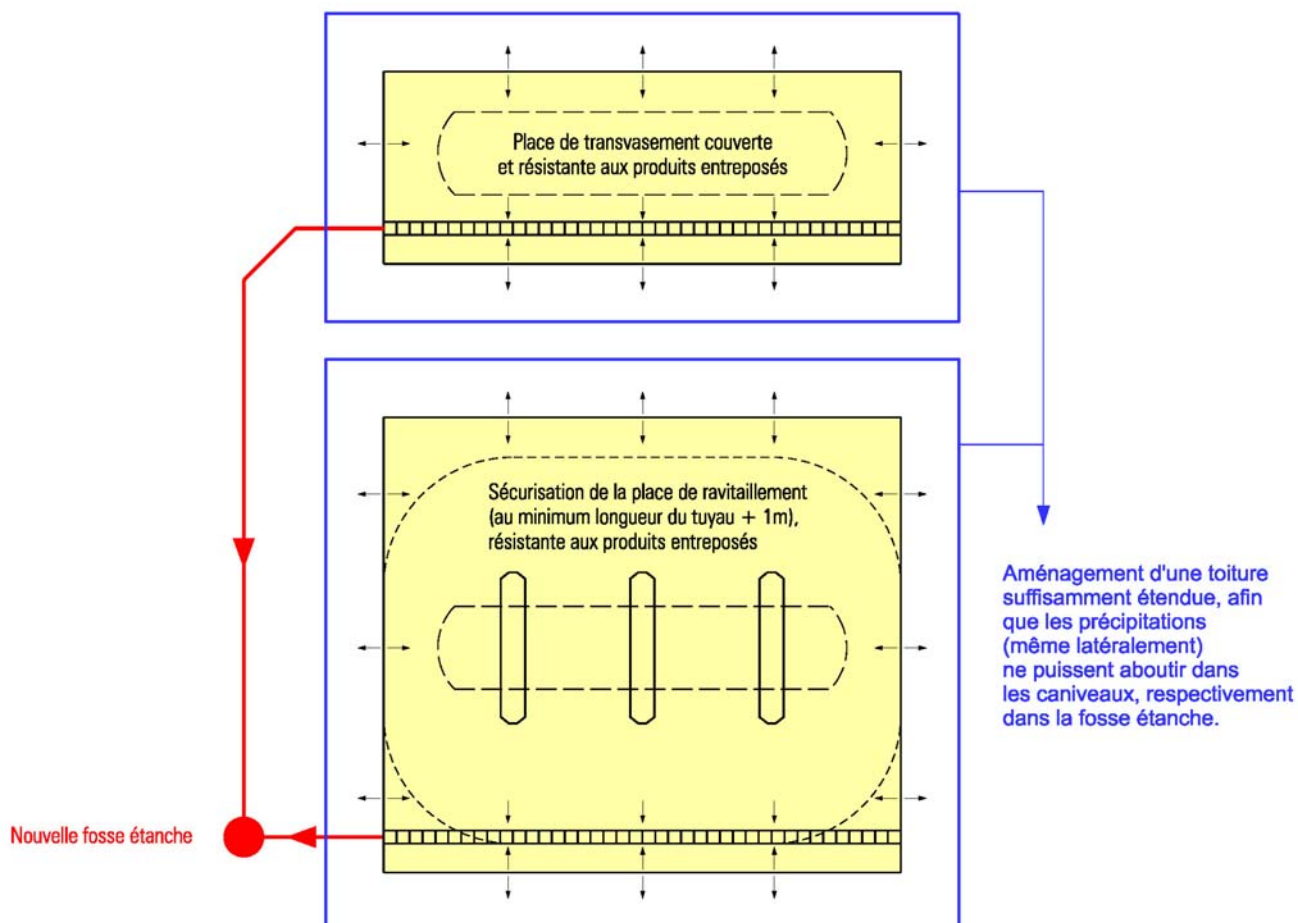 Place de transvasement couverte
et résistante aux produits entreposés
Sécurisation de la place de ravitaillement
(au minimum longueur du tuyau + 1m),
résistante aux produits entreposés
Aménagement d'une toiture
suffisamment étendue, afin
que les précipitations
(même latéralement)
ne puissent aboutir dans
les caniveaux, respectivement
dans la fosse étanche.
Nouvelle fosse étanche